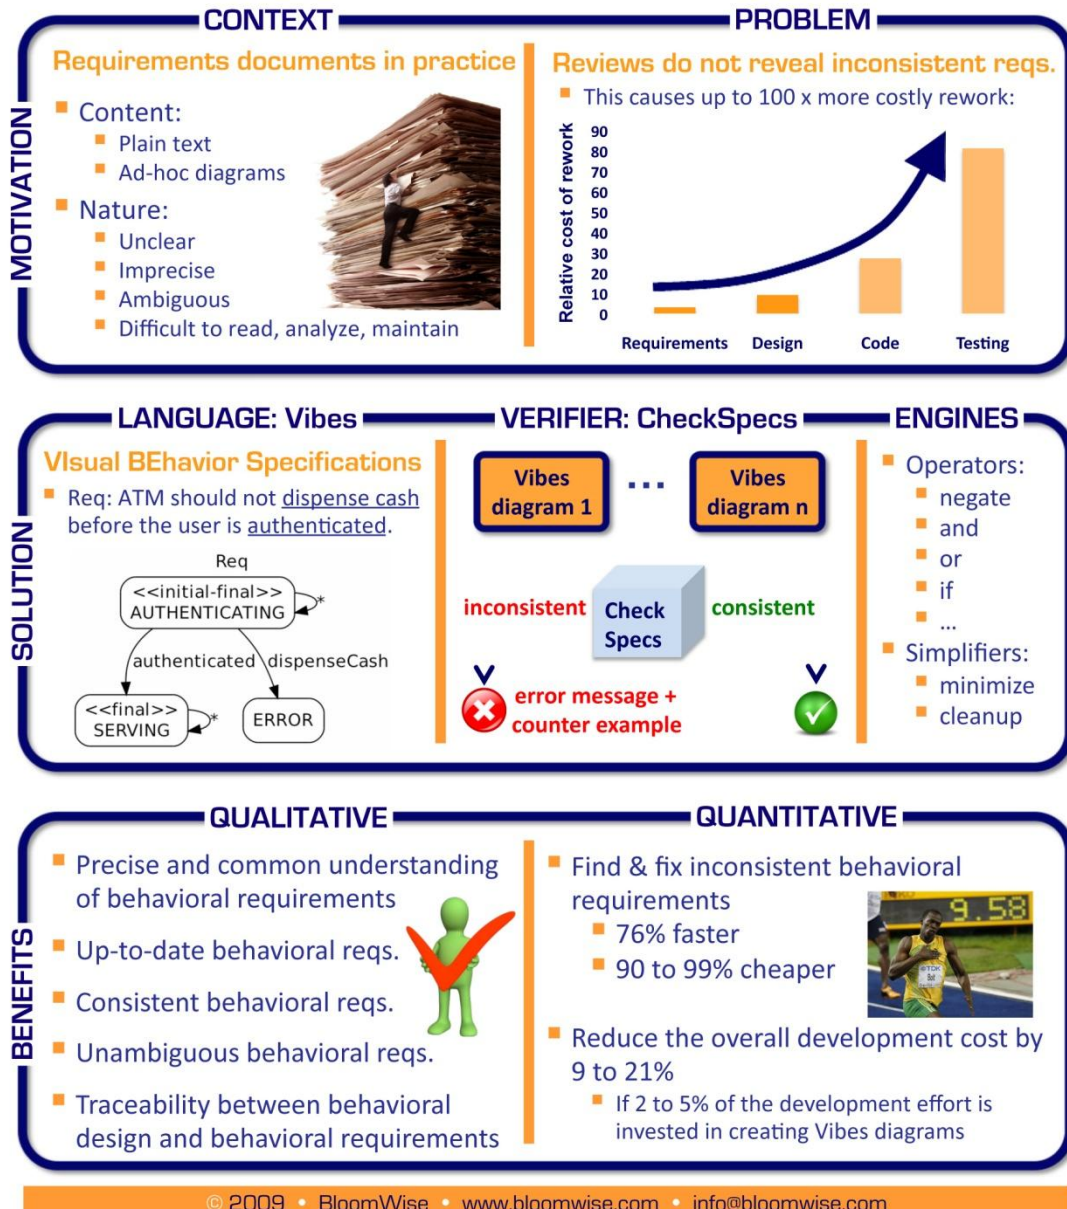 MOTIVATION
CONTEXT
Requirements documents in practice
Content:
Plain text
Ad-hoc diagrams
Nature:
Unclear
Imprecise
Ambiguous
Difficult to read, analyze, maintain
PROBLEM
Reviews do not reveal inconsistent reqs.
This causes up to 100 x more costly rework:
Relative cost of rework
90
80
70
60
50
40
30
20
10
0
Requirements Design Code Testing
SOLUTION
LANGUAGE: Vibes
VIsual BEhavior Specifications
Req: ATM should not dispense cash
before the user is authenticated.
Req
<<initial-final>>
AUTHENTICATING
*
authenticated dispenseCash
<<final>>
SERVING
*
ERROR
VERIFIER: CheckSpecs
Vibes
diagram 1
...
Vibes
diagram n
inconsistent
Check
Specs
consistent
error message +
counter example
ENGINES
Operators:
negate
and
or
if
...
Simplifiers:
minimize
cleanup
BENEFITS
QUALITATIVE
Precise and common understanding
of behavioral requirements
Up-to-date behavioral reqs.
Consistent behavioral reqs.
Unambiguous behavioral reqs.
Traceability between behavioral
design and behavioral requirements
QUANTITATIVE
Find & fix inconsistent behavioral
requirements
76% faster
90 to 99% cheaper
9.58
TDK
Bolt
Reduce the overall development cost by
9 to 21%
If 2 to 5% of the development effort is
invested in creating Vibes diagrams
© 2009 • BloomWise • www.bloomwise.com • info@bloomwise.com